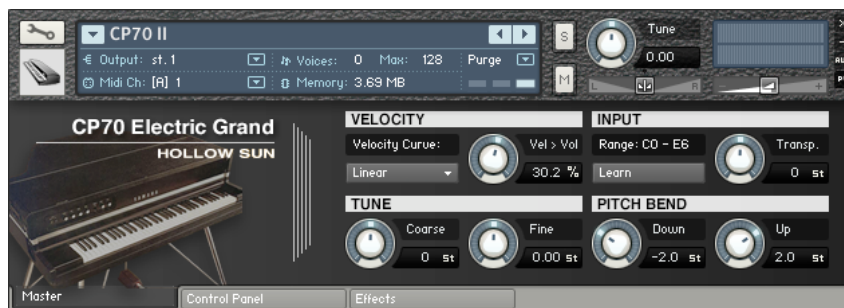 CP70 II
S
Tune
0.00
Output: st. 1
Voices: 0 Max: 128 Purge
Midi Ch: [A] 1
Memory: 3.69 MB
M
L R
- +
CP70 Electric Grand
HOLLOW SUN
YAMAHA
VELOCITY
Velocity Curve:
Linear
Vel > Vol
30.2 %
INPUT
Range: C0 - E6
Learn
Transp.
0 st
TUNE
Coarse
0 st
Fine
0.00 st
PITCH BEND
Down
-2.0 st
Up
2.0 st
Master
Control Panel
Effects